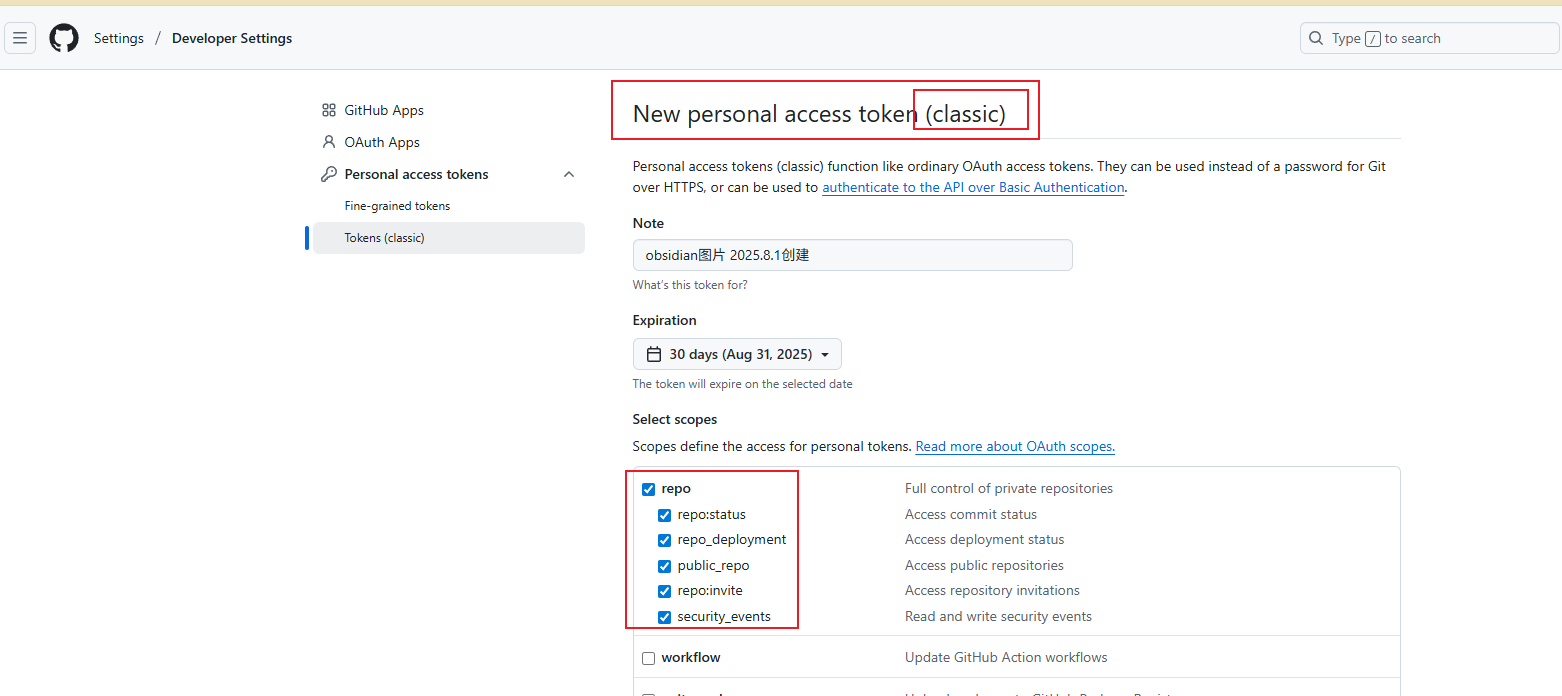 Settings / Developer Settings
Type / to search
GitHub Apps
OAuth Apps
Personal access tokens
Fine-grained tokens
Tokens (classic)
New personal access token (classic)
Personal access tokens (classic) function like ordinary OAuth access tokens. They can be used instead of a password for Git
over HTTPS, or can be used to authenticate to the API over Basic Authentication.
Note
obsidian图片 2025.8.1创建
What's this token for?
Expiration
30 days (Aug 31, 2025)
The token will expire on the selected date
Select scopes
Scopes define the access for personal tokens. Read more about OAuth scopes.
repo Full control of private repositories
repo:status Access commit status
repo_deployment Access deployment status
public_repo Access public repositories
repo:invite Access repository invitations
security_events Read and write security events
workflow Update GitHub Action workflows